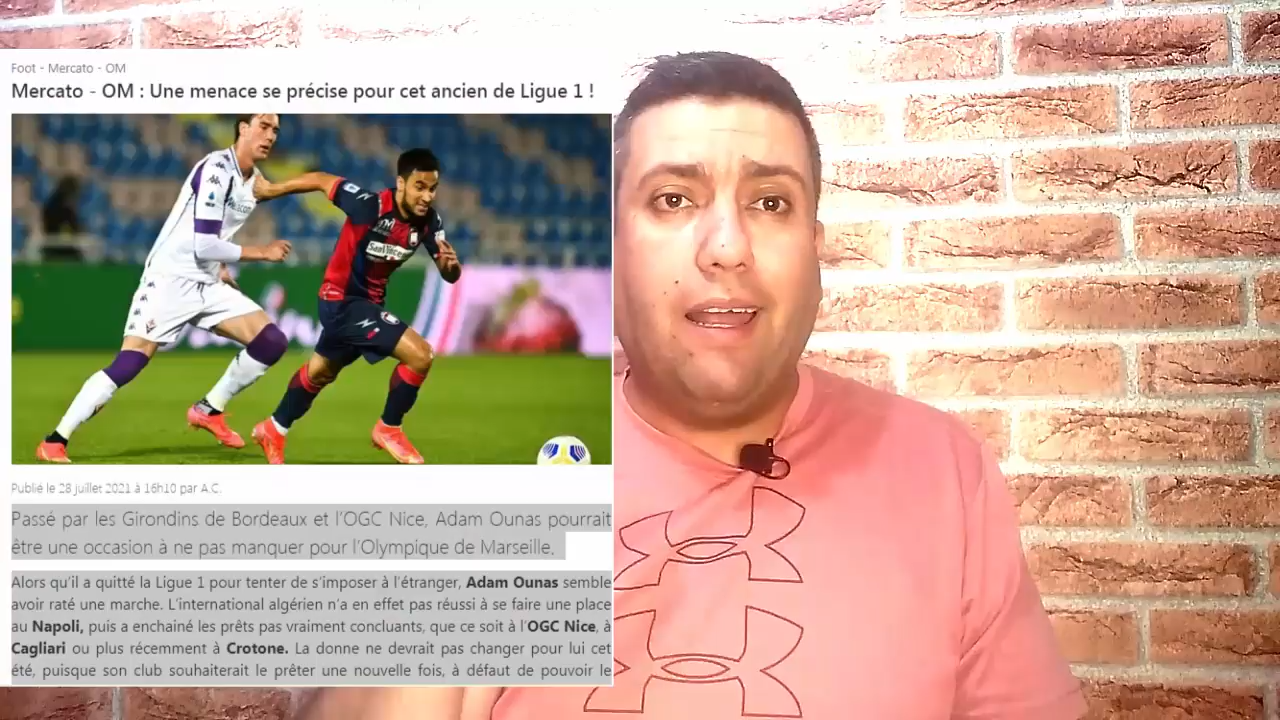 Foot - Mercato - OM
Mercato - OM : Une menace se précise pour cet ancien de Ligue 1 !
Publié le 28 juillet 2021 à 16h10 par A.C.
Passé par les Girondins de Bordeaux et l'OGC Nice, Adam Ounas pourrait
être une occasion à ne pas manquer pour l'Olympique de Marseille.
Alors qu'il a quitté la Ligue 1 pour tenter de s'imposer à l'étranger, Adam Ounas semble
avoir raté une marche. L'international algérien n'a en effet pas réussi à se faire une place
au Napoli, puis a enchainé les prêts pas vraiment concluants, que ce soit à l'OGC Nice, à
Cagliari ou plus récemment à Crotone. La donne ne devrait pas changer pour lui cet
été, puisque son club souhaiterait le prêter une nouvelle fois, à défaut de pouvoir le